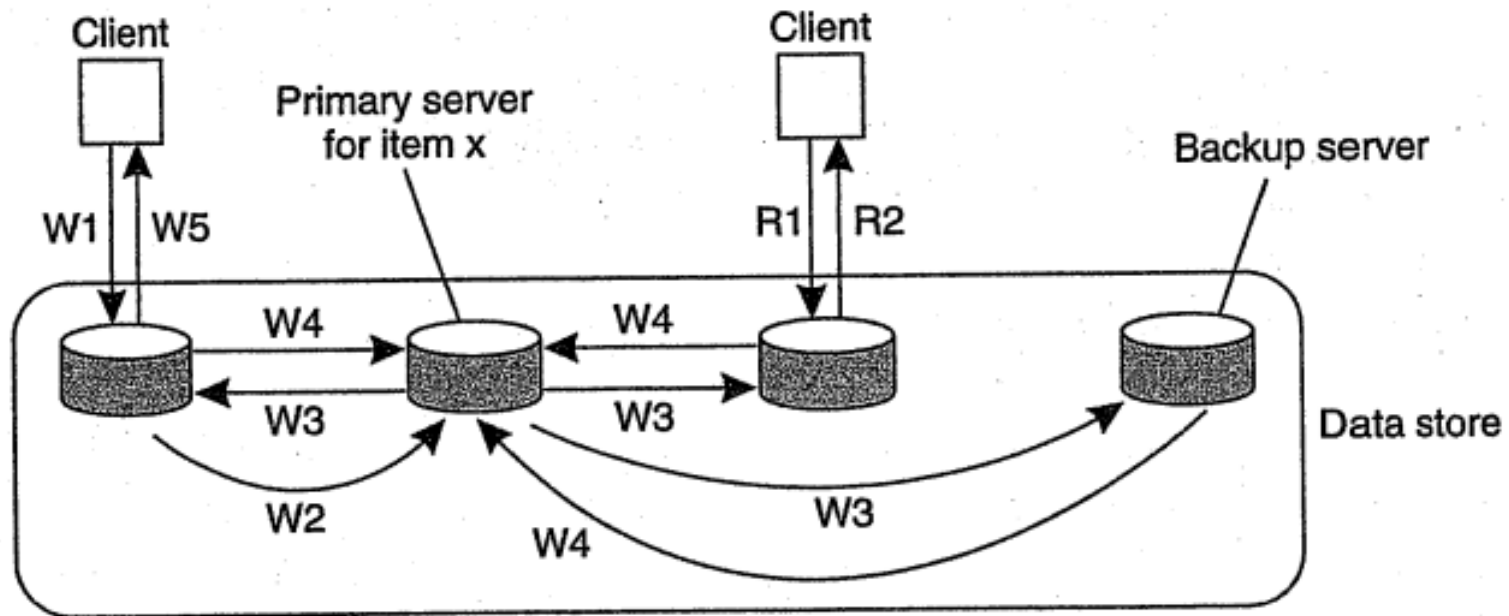 Client
Client
Primary server
for item x
Backup server
W1
W5
R1
R2
W4
W4
W3
W3
Data store
W2
W3
W4